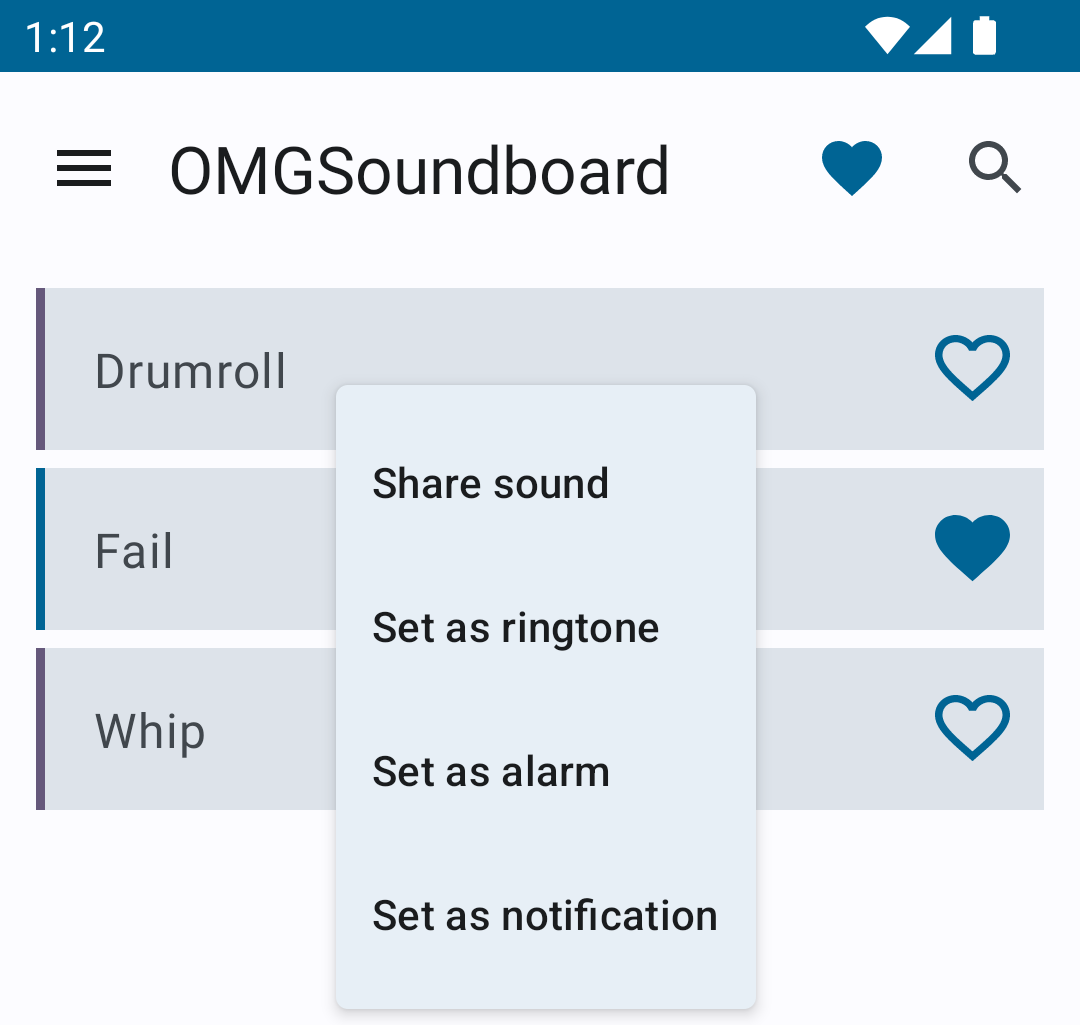 1:12
OMGSoundboard
Drumroll
Share sound
Fail
Set as ringtone
Whip
Set as alarm
Set as notification